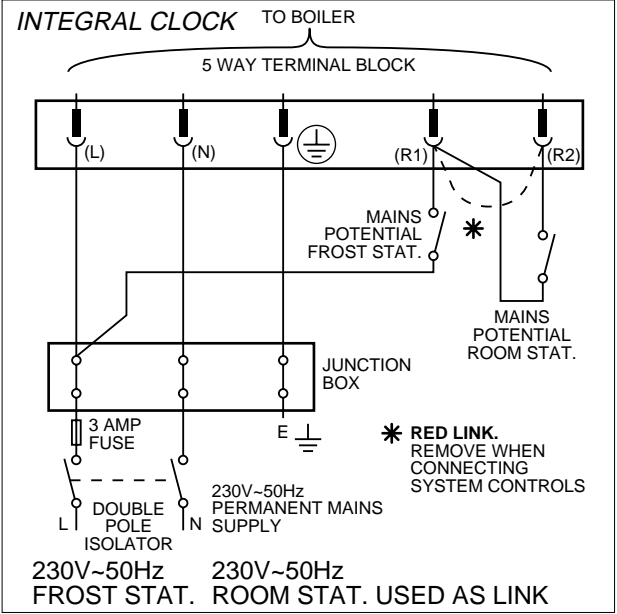 INTEGRAL CLOCK
TO BOILER
5 WAY TERMINAL BLOCK
(L)
(N)
(R1)
(R2)
MAINS
POTENTIAL
FROST STAT.
MAINS
POTENTIAL
ROOM STAT.
JUNCTION
BOX
3 AMP
FUSE
E
RED LINK.
REMOVE WHEN
CONNECTING
SYSTEM CONTROLS
L
DOUBLE
POLE
ISOLATOR
N
230V~50Hz
PERMANENT MAINS
SUPPLY
230V~50Hz
FROST STAT.
230V~50Hz
ROOM STAT. USED AS LINK